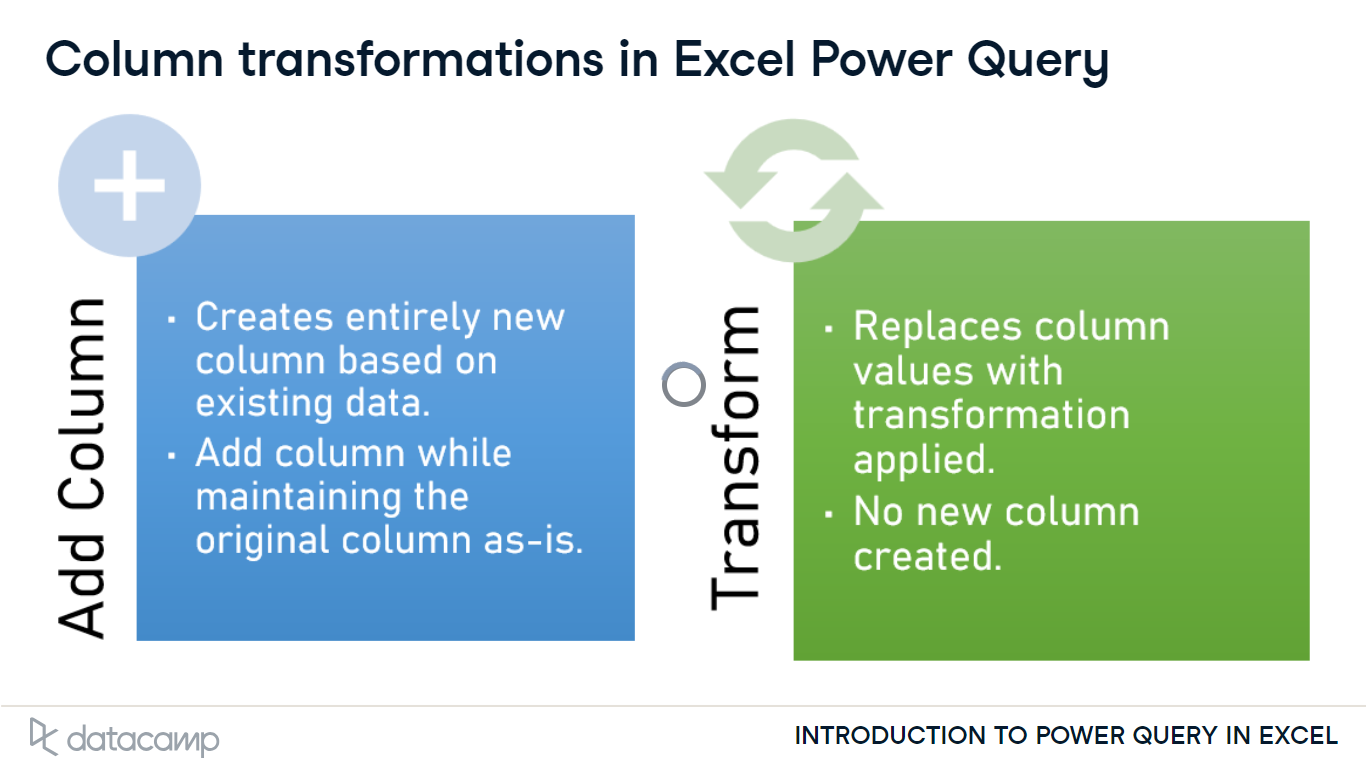 Column transformations in Excel Power Query
Add Column
· Creates entirely new
column based on
existing data.
· Add column while
maintaining the
original column as-is.
Transform
· Replaces column
values with
transformation
applied.
· No new column
created.
datacamp
INTRODUCTION TO POWER QUERY IN EXCEL